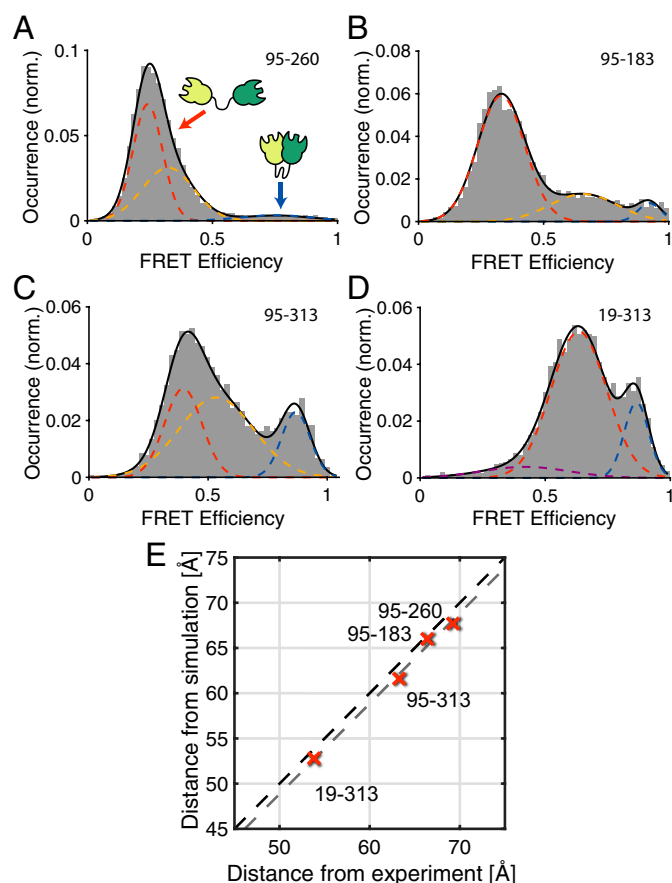 A
95-260
0.1
0.05
0
Occurrence (norm.)
0 0.5 1
FRET Efficiency
B
95-183
0.08
0.06
0.04
0.02
0
Occurrence (norm.)
0 0.5 1
FRET Efficiency
C
95-313
0.06
0.04
0.02
0
Occurrence (norm.)
0 0.5 1
FRET Efficiency
D
19-313
0.06
0.04
0.02
0
Occurrence (norm.)
0 0.5 1
FRET Efficiency
E
75
70
65
60
55
50
45
Distance from simulation [Å]
95-260
95-183
95-313
19-313
50 60 70
Distance from experiment [Å]